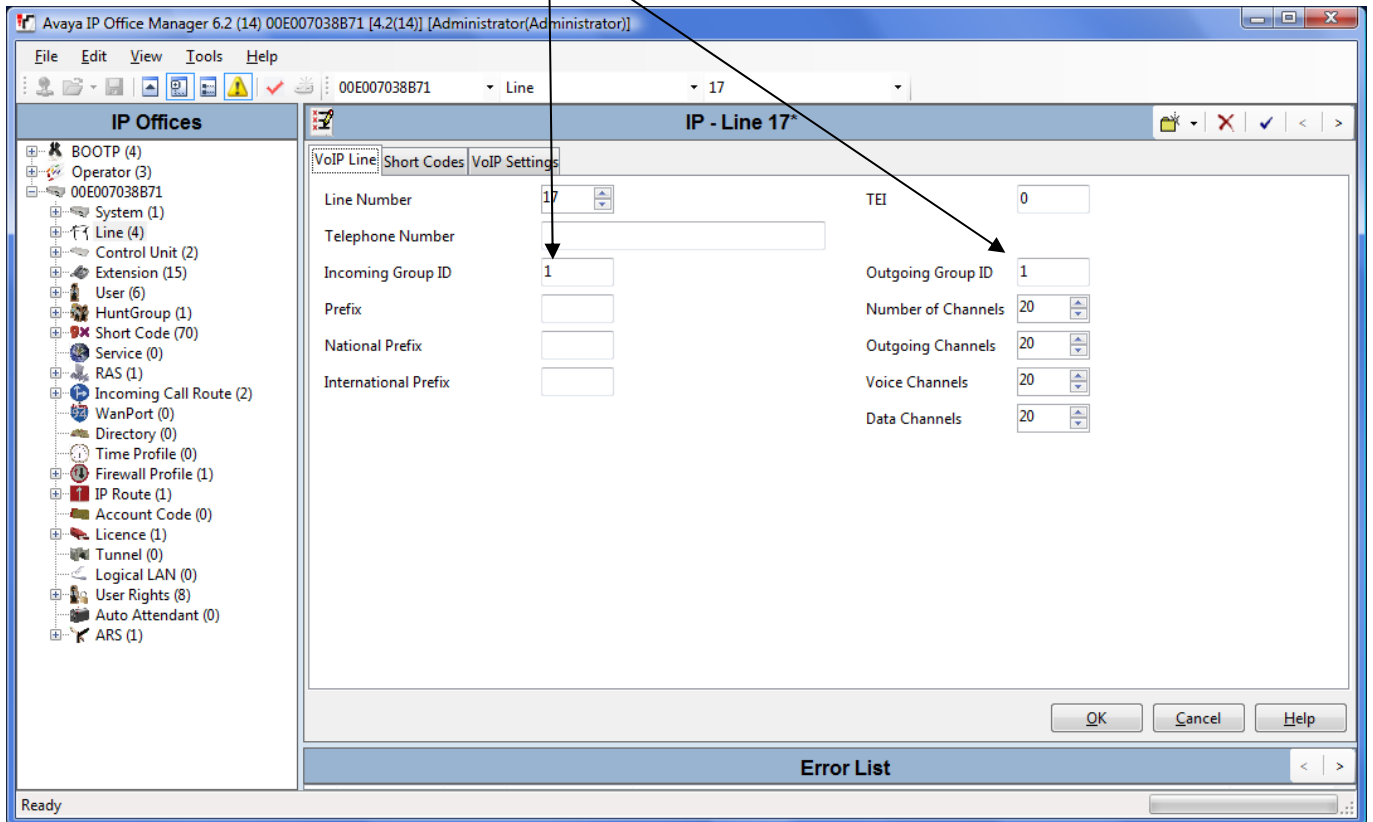 Avaya IP Office Manager 6.2 (14) 00E007038B71 [4.2(14)] [Administrator(Administrator)]
File Edit View Tools Help
00E007038B71 Line 17
IP Offices
BOOTP (4)
Operator (3)
00E007038B71
System (1)
Line (4)
Control Unit (2)
Extension (15)
User (6)
HuntGroup (1)
Short Code (70)
Service (0)
RAS (1)
Incoming Call Route (2)
WanPort (0)
Directory (0)
Time Profile (0)
Firewall Profile (1)
IP Route (1)
Account Code (0)
Licence (1)
Tunnel (0)
Logical LAN (0)
User Rights (8)
Auto Attendant (0)
ARS (1)
IP - Line 17*
VoIP Line Short Codes VoIP Settings
Line Number 17 TEI 0
Telephone Number
Incoming Group ID 1 Outgoing Group ID 1
Prefix Number of Channels 20
National Prefix Outgoing Channels 20
International Prefix Voice Channels 20
Data Channels 20
OK Cancel Help
Error List
Ready